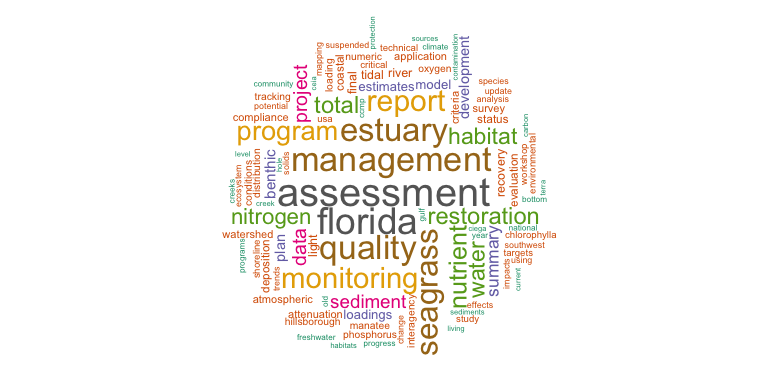 protection
sources
suspended
technical
climate
mapping
numeric
application
contamination
critical
community
ceia
loading
coastal
final
tidal
river
oxygen
development
species
project
estimates
model
update
tracking
analysis
potential
total
ccmp
report
criteria
survey
compliance
usa
status
program
estuary
habitat
carbon
level
ecosystem
conditions
distribution
benthic
hole
solids
management
recovery
evaluation
workshop
environmental
creeks
creek
assessment
terra
bottom
nitrogen
florida
gulf
restoration
watershed
plan
data
light
quality
seagrass
nutrient
water
ciega
year
summary
national
chlorophylla
southwest
programs
shoreline
deposition
trends
monitoring
targets
using
impacts
current
atmospheric
old
sediment
effects
attenuation
loadings
sediments
hillsborough
manatee
study
phosphorus
change
interagency
living
freshwater
habitats
progress